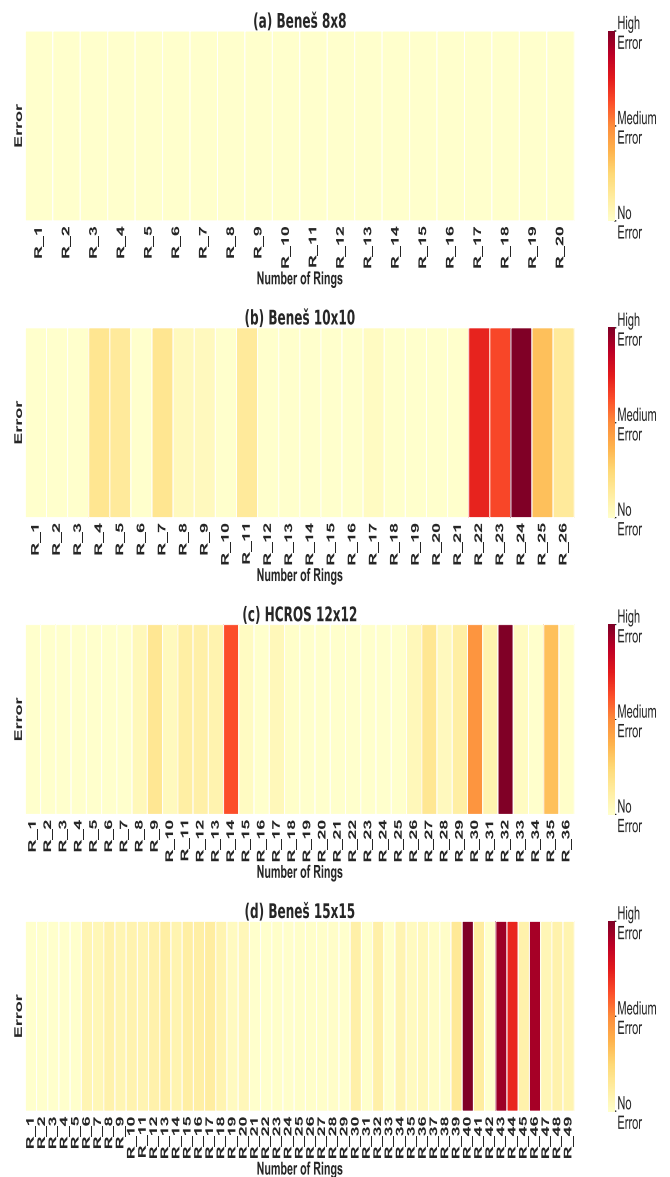 (a) Beneš 8x8
High
Error
Medium
Error
No
Error
Error
R_1
R_2
R_3
R_4
R_5
R_6
R_7
R_8
R_9
R_10
R_11
R_12
R_13
R_14
R_15
R_16
R_17
R_18
R_19
R_20
Number of Rings
(b) Beneš 10x10
High
Error
Medium
Error
No
Error
Error
R_1
R_2
R_3
R_4
R_5
R_6
R_7
R_8
R_9
R_10
R_11
R_12
R_13
R_14
R_15
R_16
R_17
R_18
R_19
R_20
R_21
R_22
R_23
R_24
R_25
R_26
Number of Rings
(c) HCROS 12x12
High
Error
Medium
Error
No
Error
Error
R_1
R_2
R_3
R_4
R_5
R_6
R_7
R_8
R_9
R_10
R_11
R_12
R_13
R_14
R_15
R_16
R_17
R_18
R_19
R_20
R_21
R_22
R_23
R_24
R_25
R_26
R_27
R_28
R_29
R_30
R_31
R_32
R_33
R_34
R_35
R_36
Number of Rings
(d) Beneš 15x15
High
Error
Medium
Error
No
Error
Error
R_1
R_2
R_3
R_4
R_5
R_6
R_7
R_8
R_9
R_10
R_11
R_12
R_13
R_14
R_15
R_16
R_17
R_18
R_19
R_20
R_21
R_22
R_23
R_24
R_25
R_26
R_27
R_28
R_29
R_30
R_31
R_32
R_33
R_34
R_35
R_36
R_37
R_38
R_39
R_40
R_41
R_42
R_43
R_44
R_45
R_46
R_47
R_48
R_49
Number of Rings